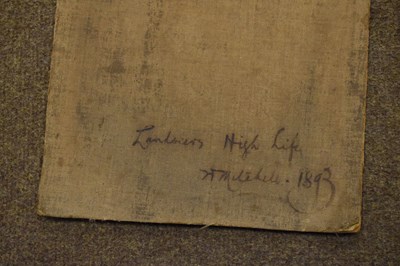 Landseers High Life
A Mitchell. 1893